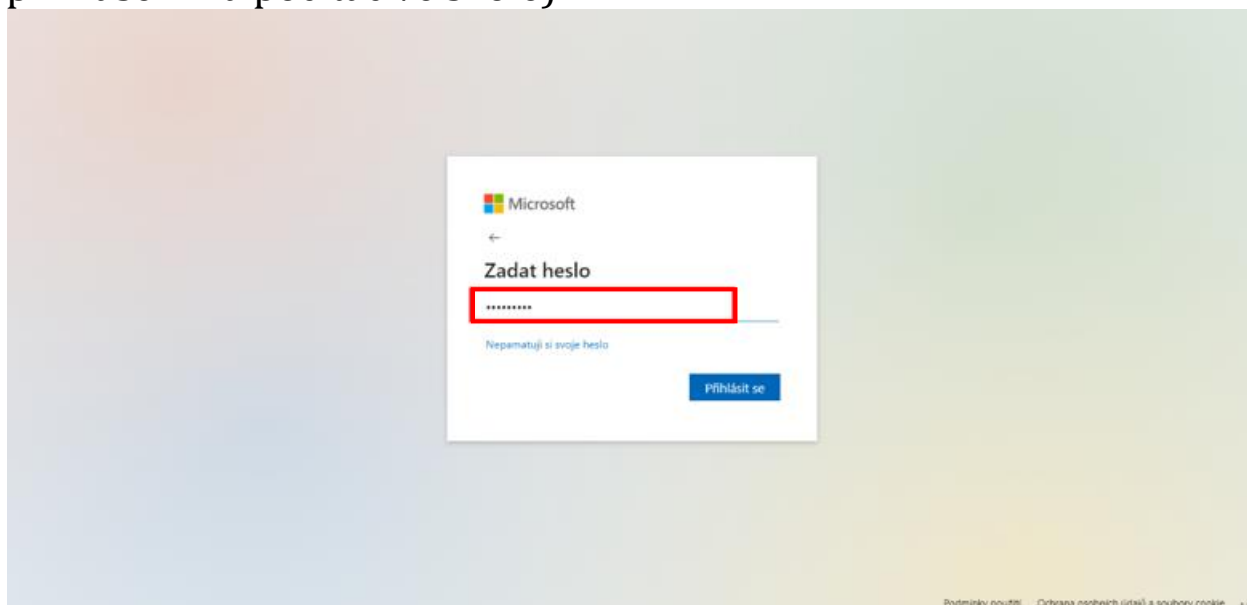 Microsoft
←
Zadat heslo
•••••••••
Nepamatuji si svoje heslo
Přihlásit se
Podmínky použití Ochrana osobních údajů a soubory cookie